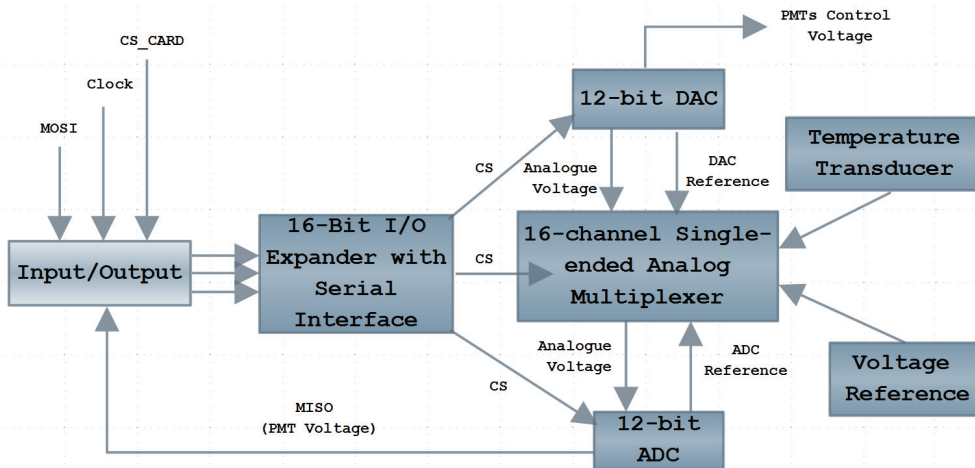 PMTs Control
Voltage
CS_CARD
Clock
MOSI
12-bit DAC
Temperature
Transducer
CS
Analogue
Voltage
DAC
Reference
Input/Output
16-Bit I/O
Expander with
Serial
Interface
CS
16-channel Single-
ended Analog
Multiplexer
Analogue
Voltage
ADC
Reference
Voltage
Reference
CS
MISO
(PMT Voltage)
12-bit
ADC